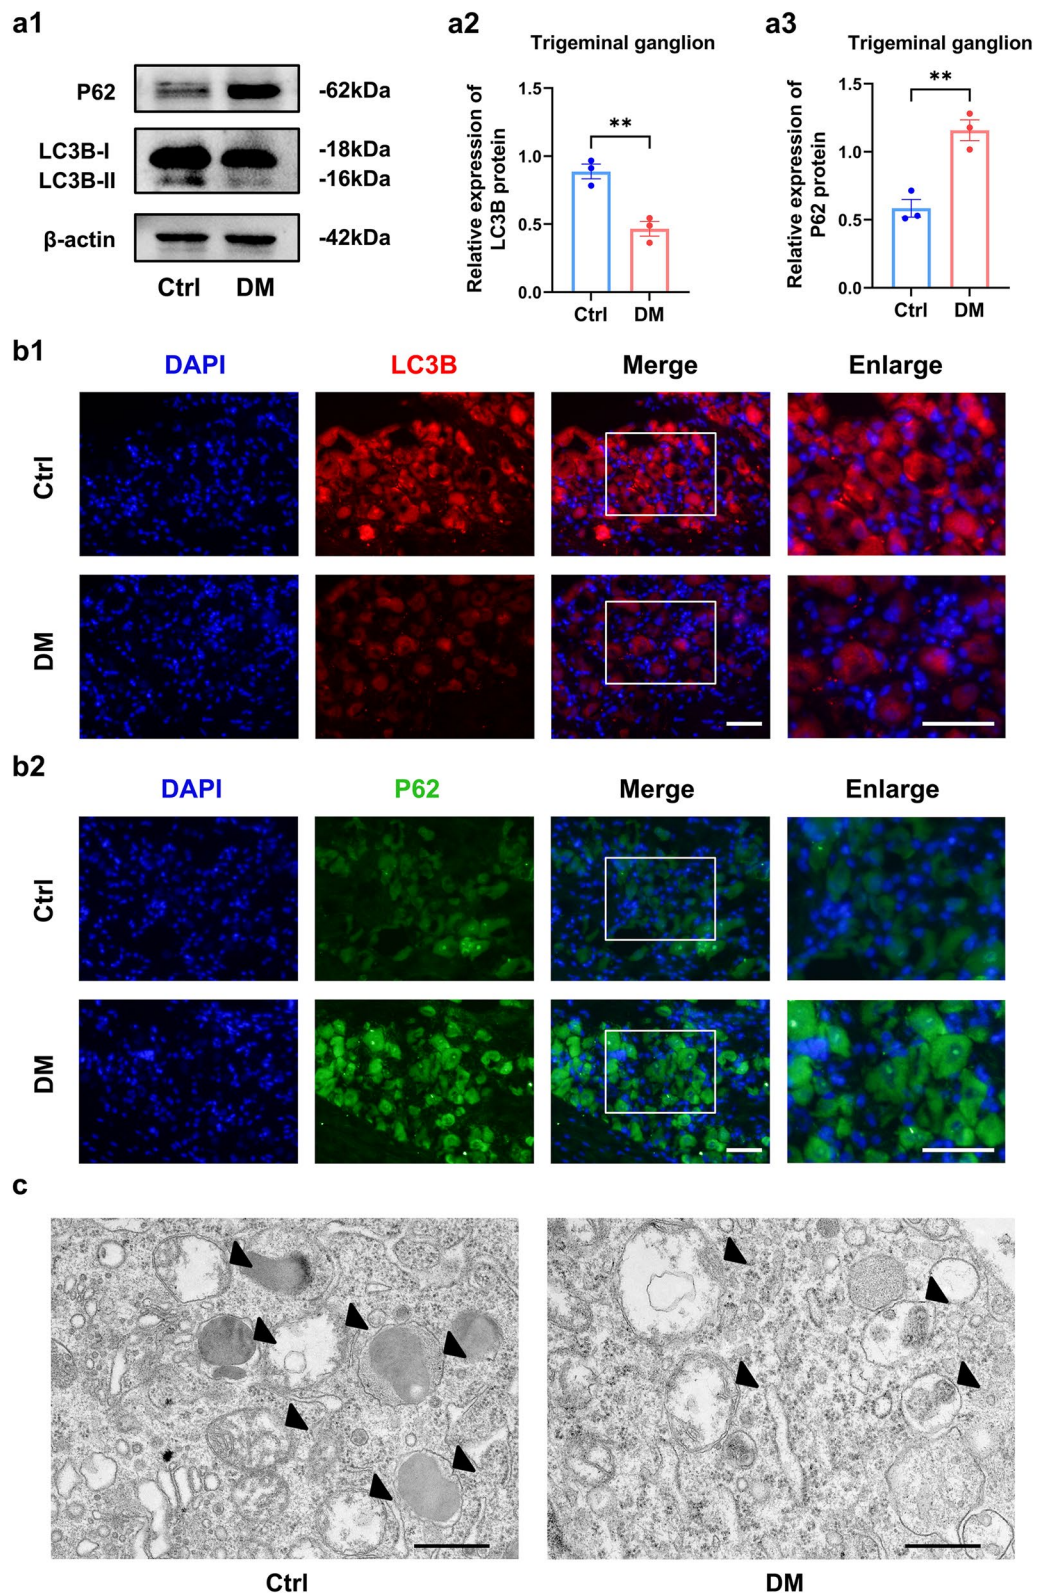 a1
P62
-62kDa
LC3B-I
-18kDa
LC3B-II
-16kDa
β-actin
-42kDa
Ctrl DM
a2
Trigeminal ganglion
Relative expression of
LC3B protein
1.5
1.0
0.5
0.0
**
Ctrl DM
a3
Trigeminal ganglion
Relative expression of
P62 protein
1.5
1.0
0.5
0.0
**
Ctrl DM
b1
DAPI LC3B Merge Enlarge
Ctrl
DM
b2
DAPI P62 Merge Enlarge
Ctrl
DM
c
Ctrl DM